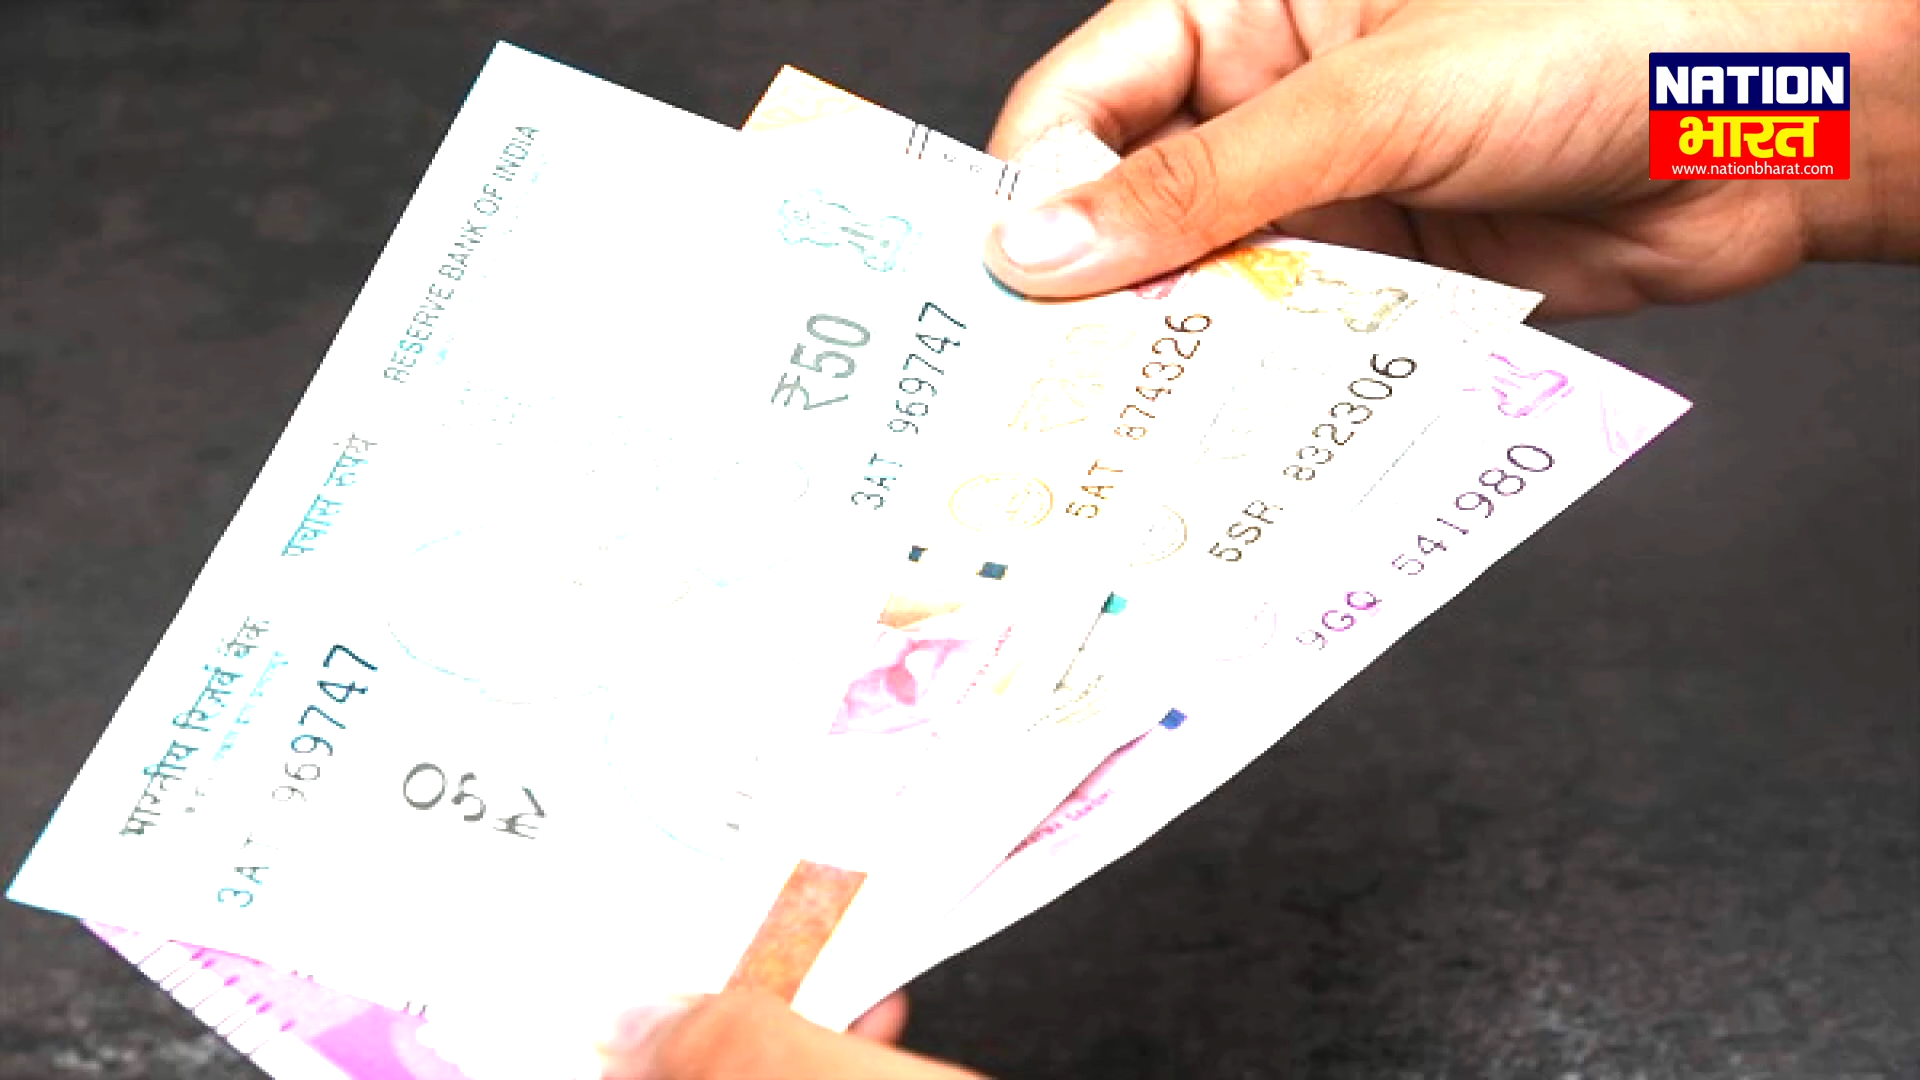 NATION
भारत
www.nationbharat.com
RESERVE BANK OF INDIA
पचास रुपये
भारतीय रिज़र्व बैंक
₹50
3AT 969747
3AT 969747
5AT 874326
5SR 832306
9GQ 541980